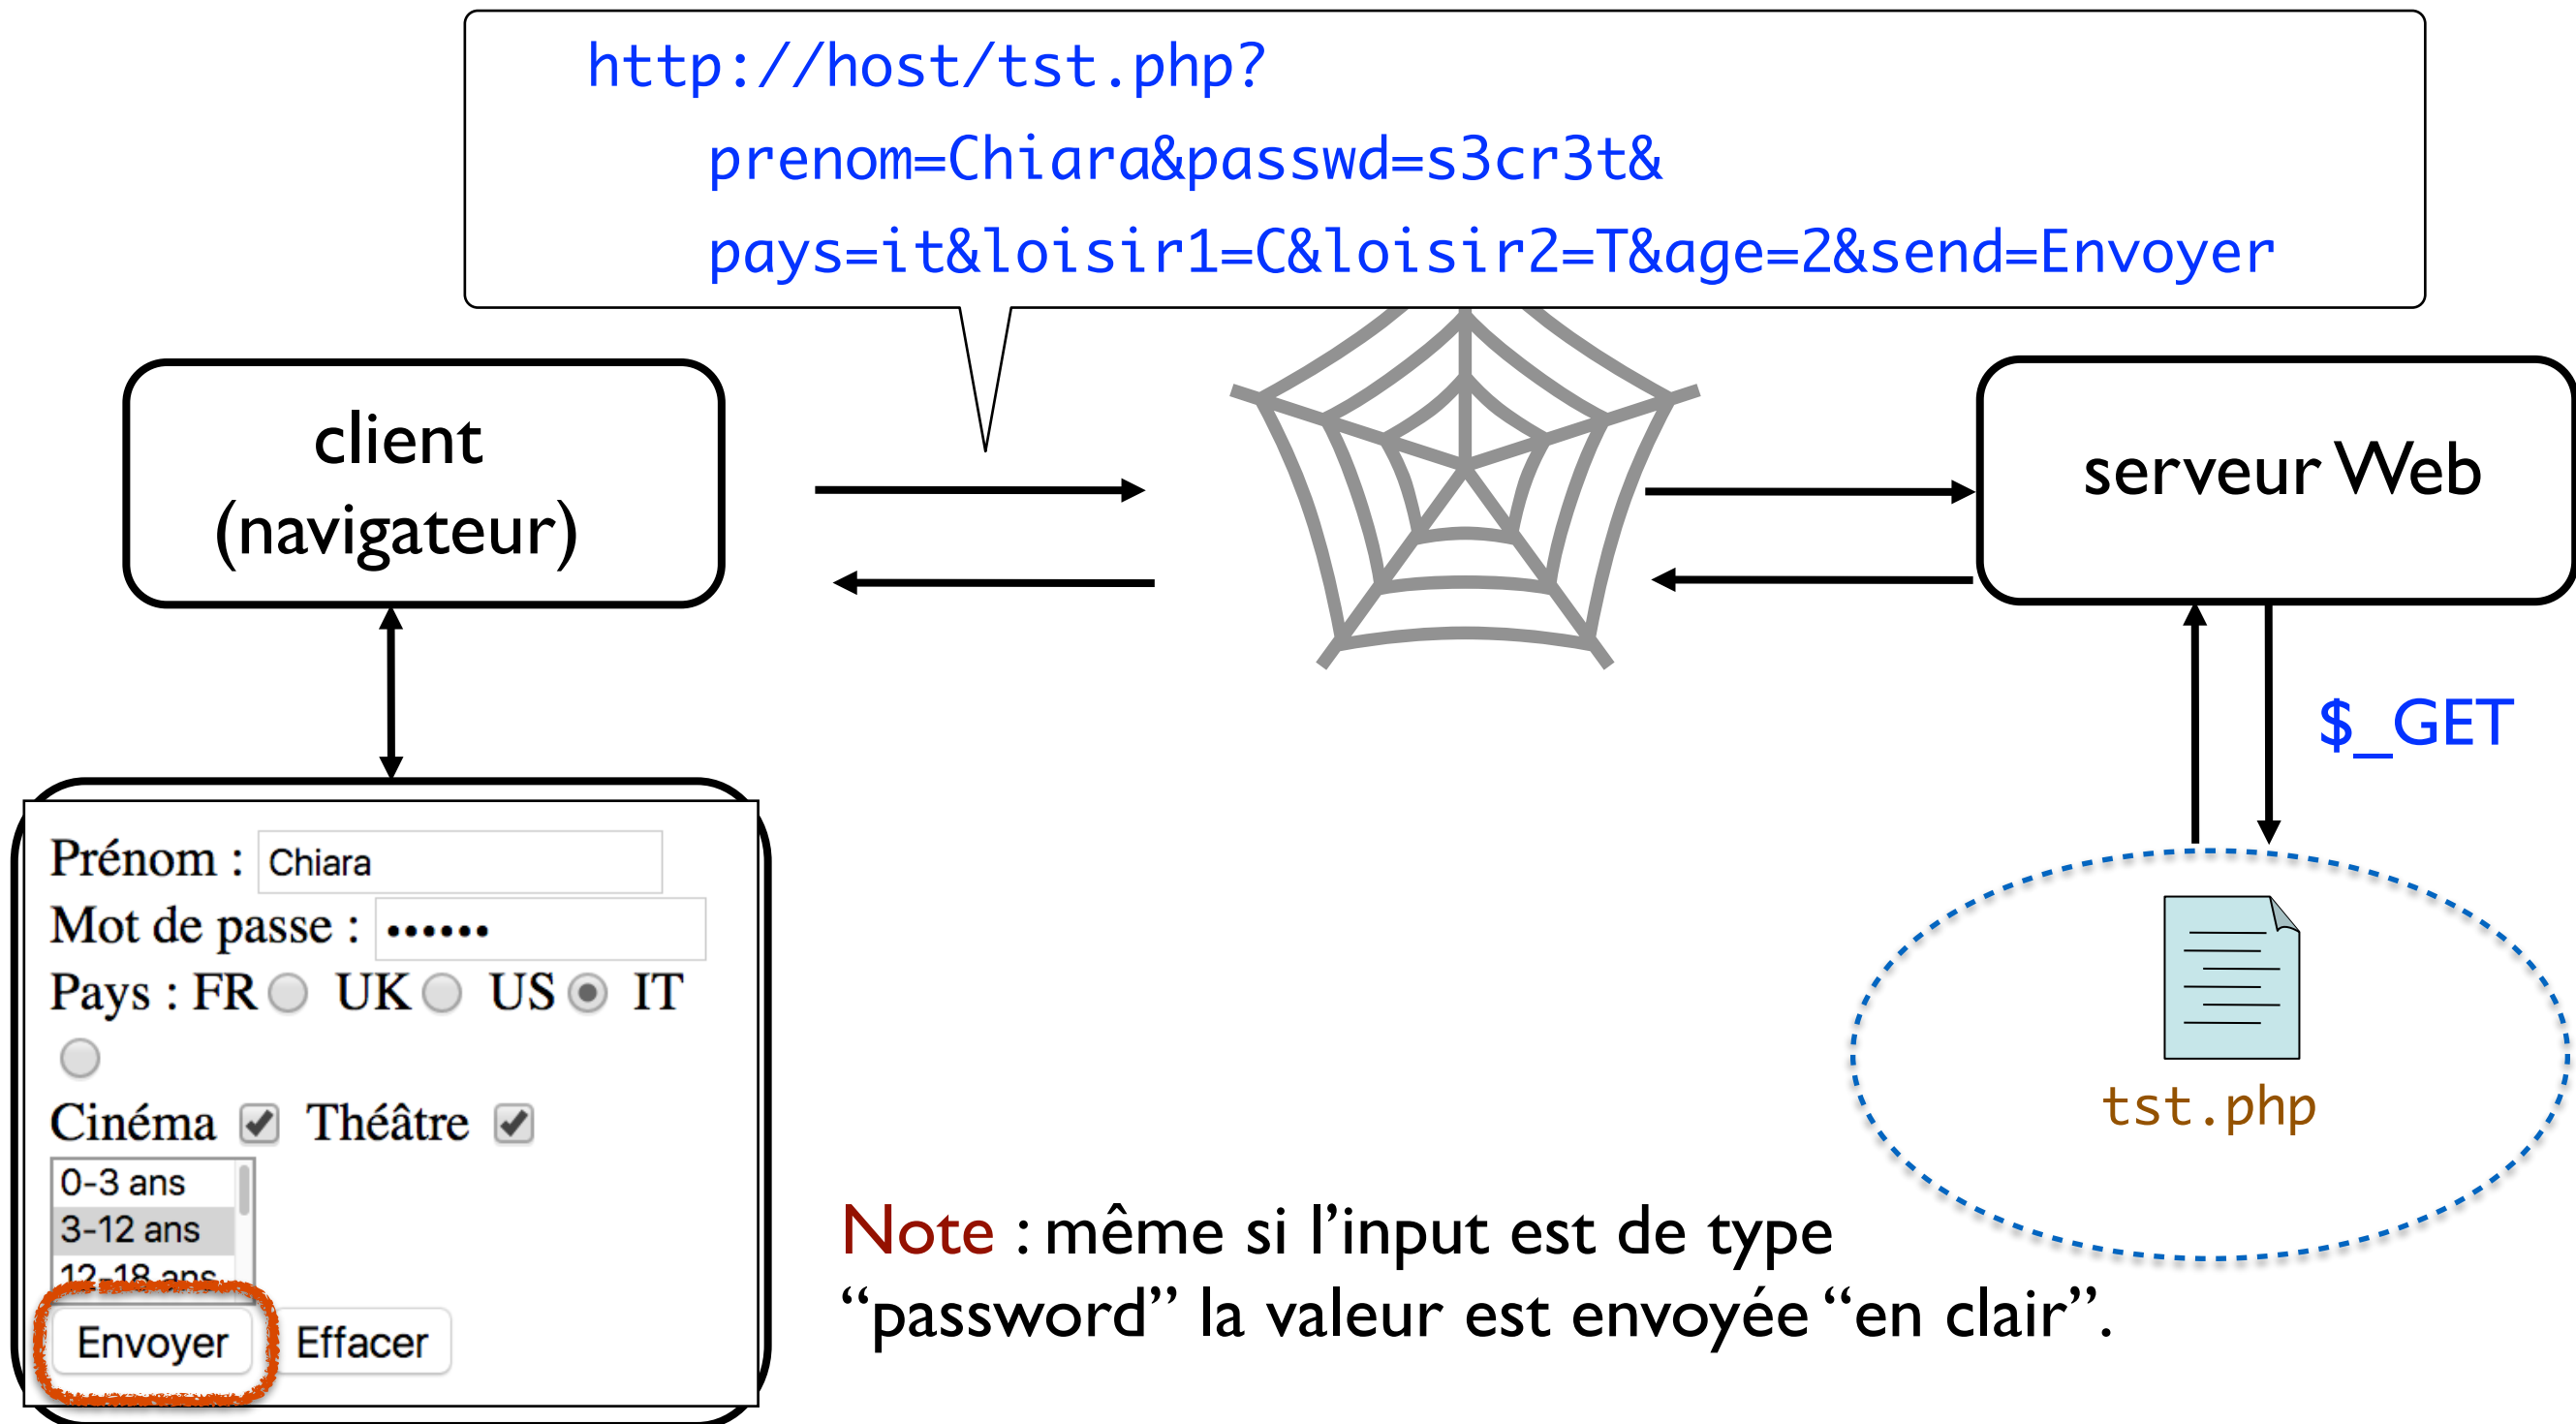 http://host/tst.php?
prenom=Chiara&passwd=s3cr3t&
pays=it&loisir1=C&loisir2=T&age=2&send=Envoyer
client
(navigateur)
serveur Web
$_GET
Prénom : Chiara
Mot de passe : ••••••
Pays : FR UK US IT
Cinéma Théâtre
0-3 ans
3-12 ans
12-18 ans
Envoyer Effacer
tst.php
Note : même si l’input est de type
“password” la valeur est envoyée “en clair”.